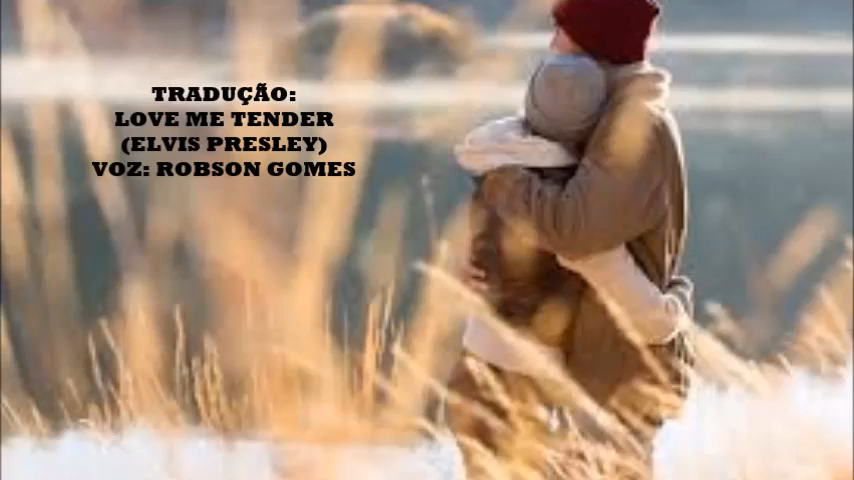 TRADUÇÃO:
LOVE ME TENDER
(ELVIS PRESLEY)
VOZ: ROBSON GOMES